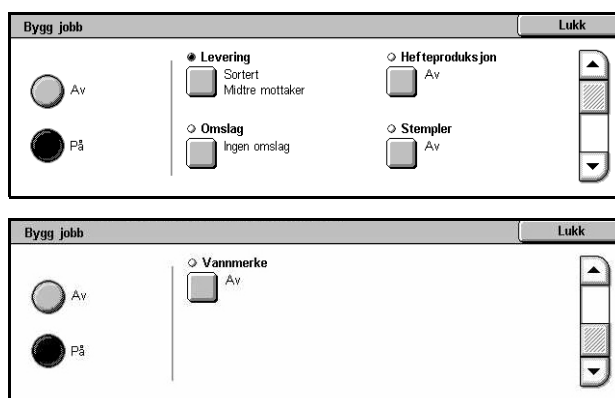 Bygg jobb
Lukk
Av
På
Levering
Sortert
Midtre mottaker
Hefteproduksjon
Av
Omslag
Ingen omslag
Stempler
Av
Bygg jobb
Lukk
Av
På
Vannmerke
Av